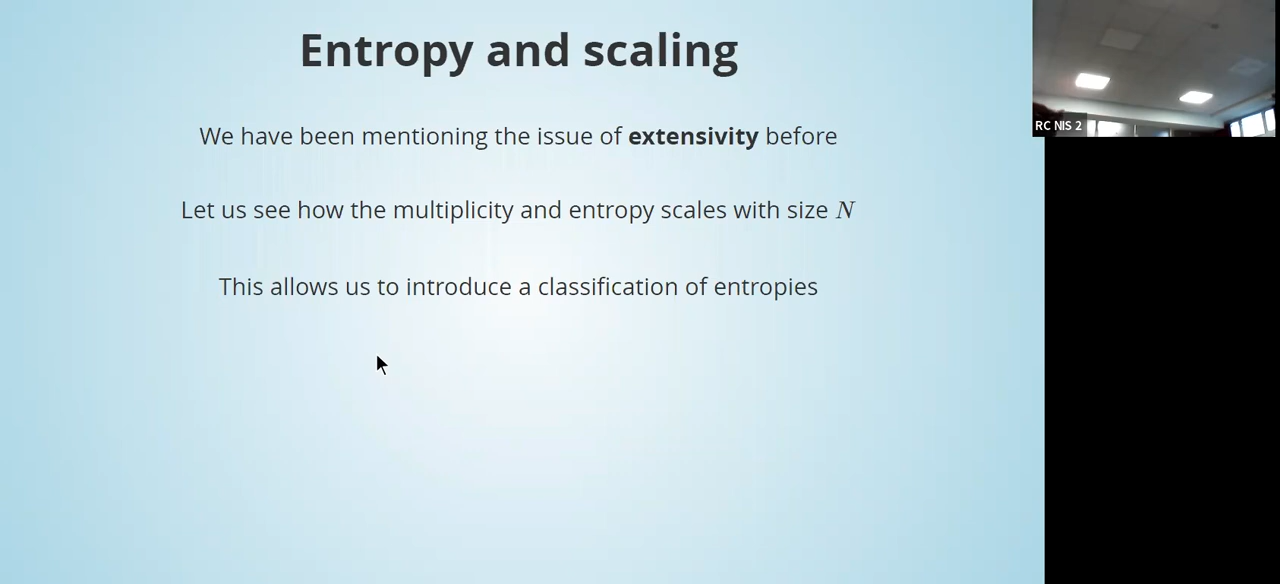 Entropy and scaling
We have been mentioning the issue of extensivity before
Let us see how the multiplicity and entropy scales with size N
This allows us to introduce a classification of entropies
RC NIS 2